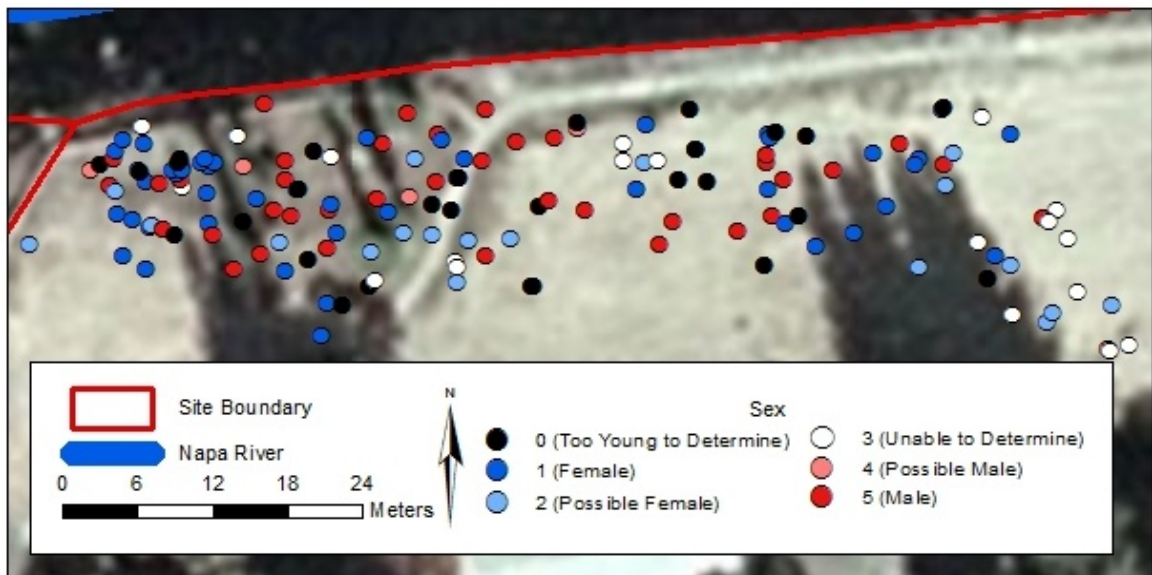 N
Site Boundary
Napa River
0 6 12 18 24
Meters
Sex
0 (Too Young to Determine)
1 (Female)
2 (Possible Female)
3 (Unable to Determine)
4 (Possible Male)
5 (Male)